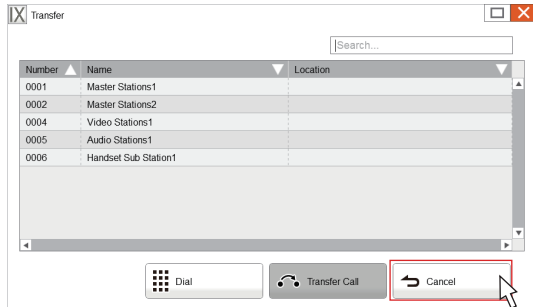 IX Transfer
Search...
Number Name Location
0001 Master Stations1
0002 Master Stations2
0004 Video Stations1
0005 Audio Stations1
0006 Handset Sub Station1
Dial Transfer Call Cancel